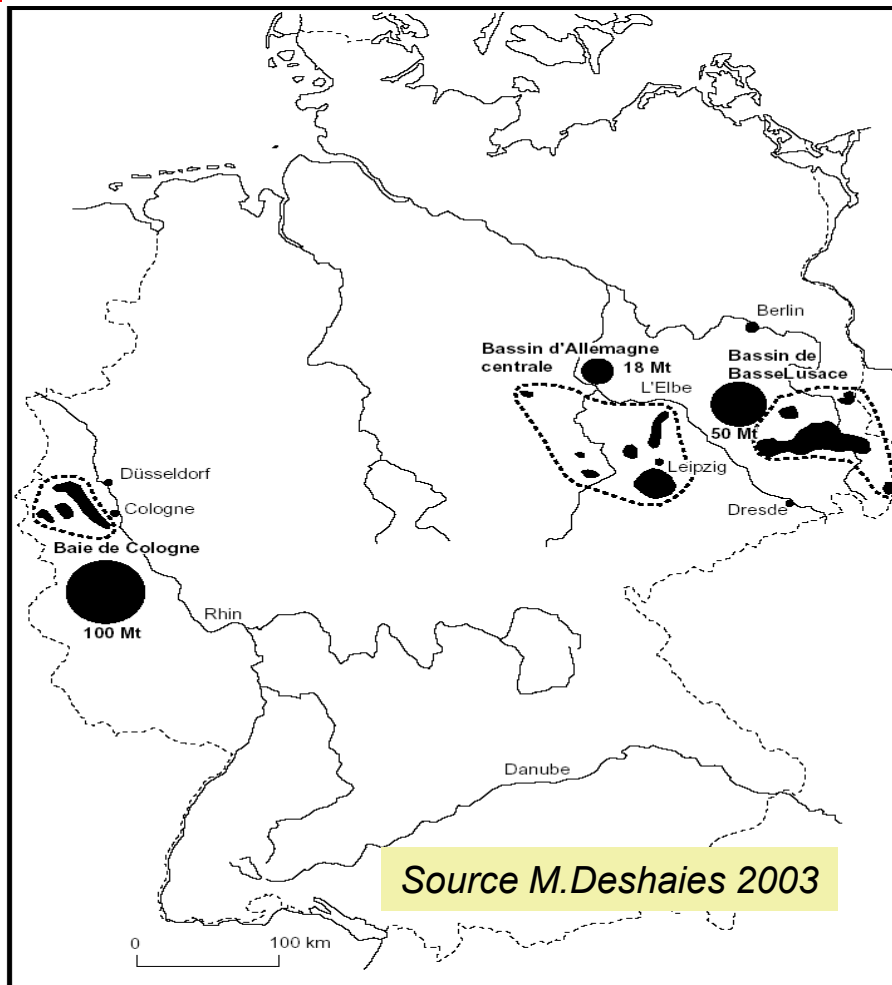 Berlin
Bassin d'Allemagne
centrale
18 Mt
Bassin de
BasseLusace
L'Elbe
50 Mt
Leipzig
Düsseldorf
Cologne
Dresde
Baie de Cologne
100 Mt
Rhin
Danube
Source M.Deshaies 2003
0 100 km